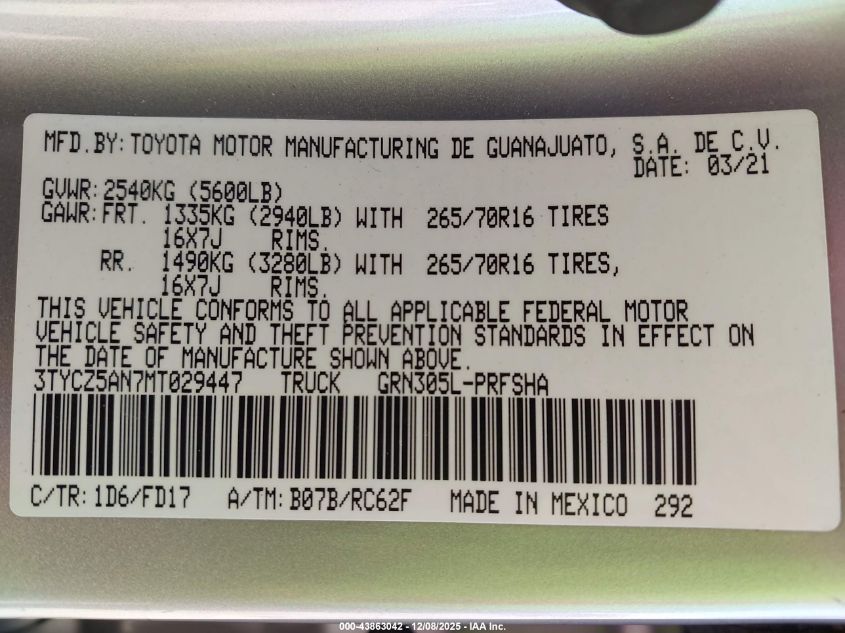 MFD.BY: TOYOTA MOTOR MANUFACTURING DE GUANAJUATO, S.A. DE C.V.
DATE: 03/21
GVWR: 2540KG (5600LB)
GAWR: FRT. 1335KG (2940LB) WITH 265/70R16 TIRES
16X7J RIMS.
RR. 1490KG (3280LB) WITH 265/70R16 TIRES,
16X7J RIMS.
THIS VEHICLE CONFORMS TO ALL APPLICABLE FEDERAL MOTOR
VEHICLE SAFETY AND THEFT PREVENTION STANDARDS IN EFFECT ON
THE DATE OF MANUFACTURE SHOWN ABOVE.
3TYCZ5AN7MT029447 TRUCK GRN305L-PRFSHA
C/TR: 1D6/FD17 A/TM: B07B/RC62F MADE IN MEXICO 292
000-43863042 - 12/08/2025 - IAA Inc.